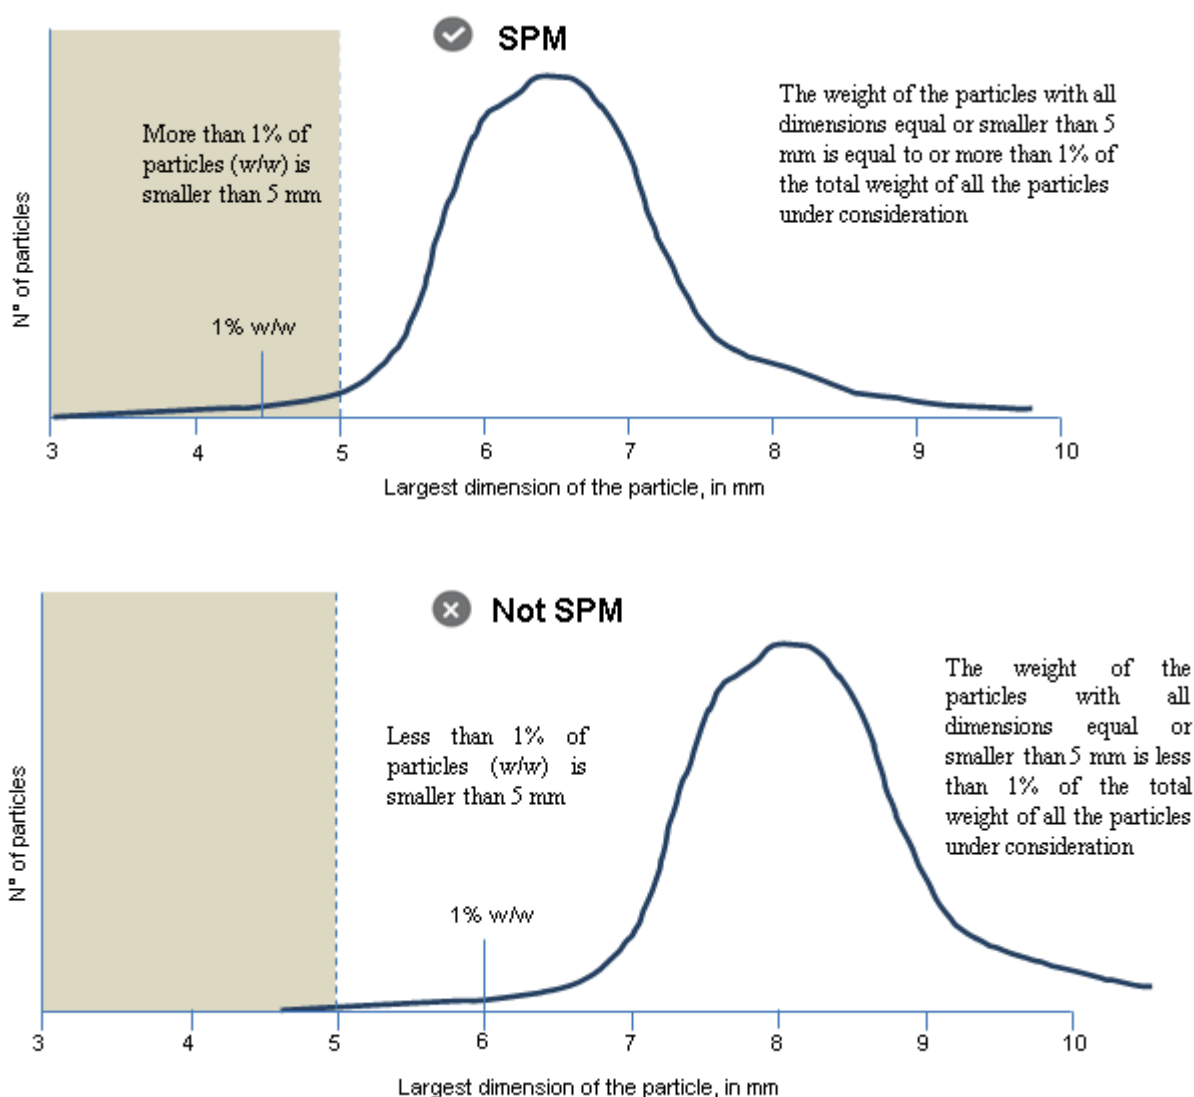 SPM
More than 1% of
particles (w/w) is
smaller than 5 mm
The weight of the particles with all
dimensions equal or smaller than 5
mm is equal to or more than 1% of
the total weight of all the particles
under consideration
N° of particles
1% w/w
3 4 5 6 7 8 9 10
Largest dimension of the particle, in mm
Not SPM
Less than 1% of
particles (w/w) is
smaller than 5 mm
The weight of the
particles with all
dimensions equal or
smaller than 5 mm is less
than 1% of the total
weight of all the particles
under consideration
N° of particles
1% w/w
3 4 5 6 7 8 9 10
Largest dimension of the particle, in mm